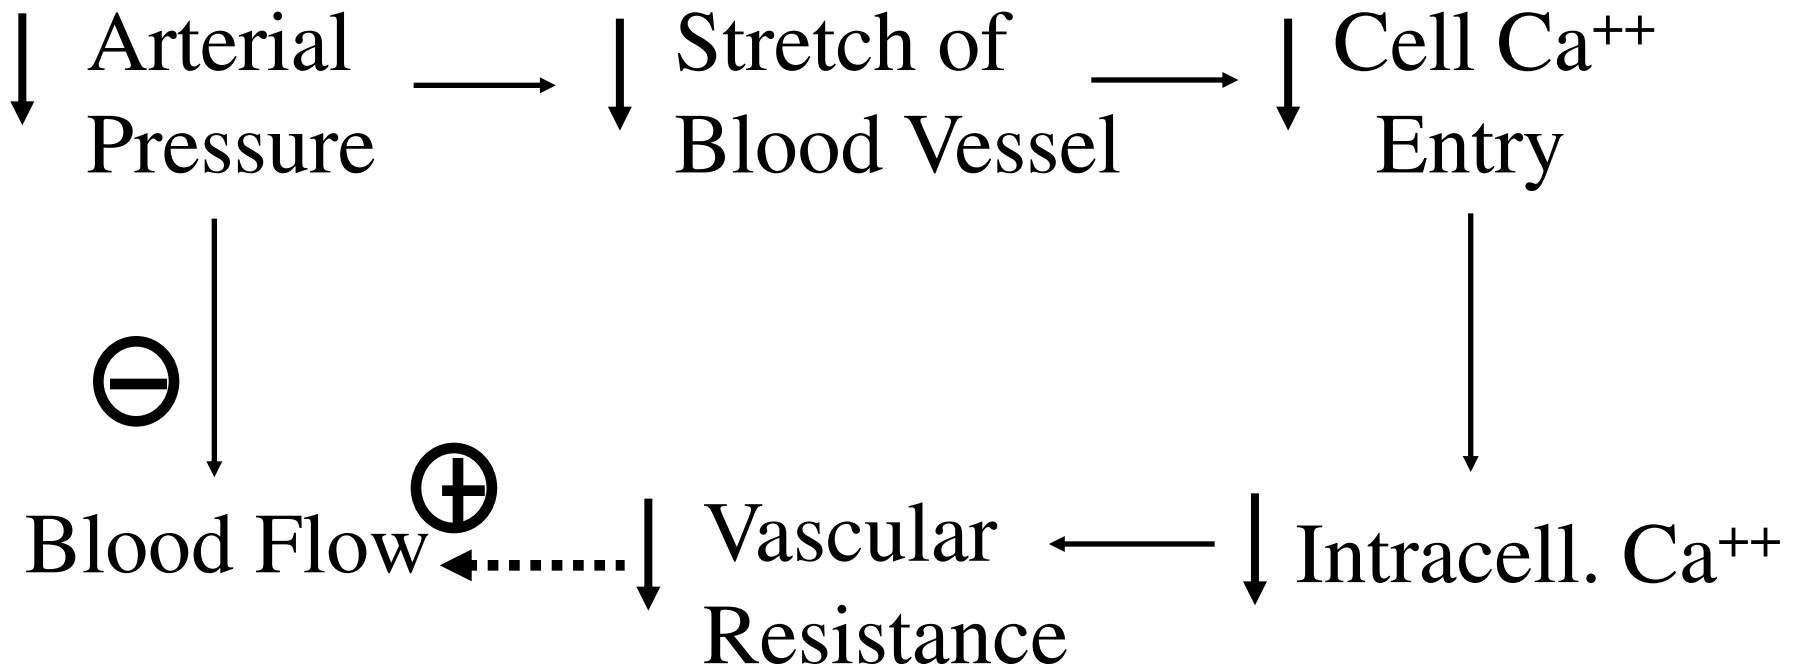 ↓ Arterial
Pressure
↓ Stretch of
Blood Vessel
↓ Cell Ca⁺⁺
Entry
⊖
⊕
Blood Flow
↓ Vascular
Resistance
↓ Intracell. Ca⁺⁺